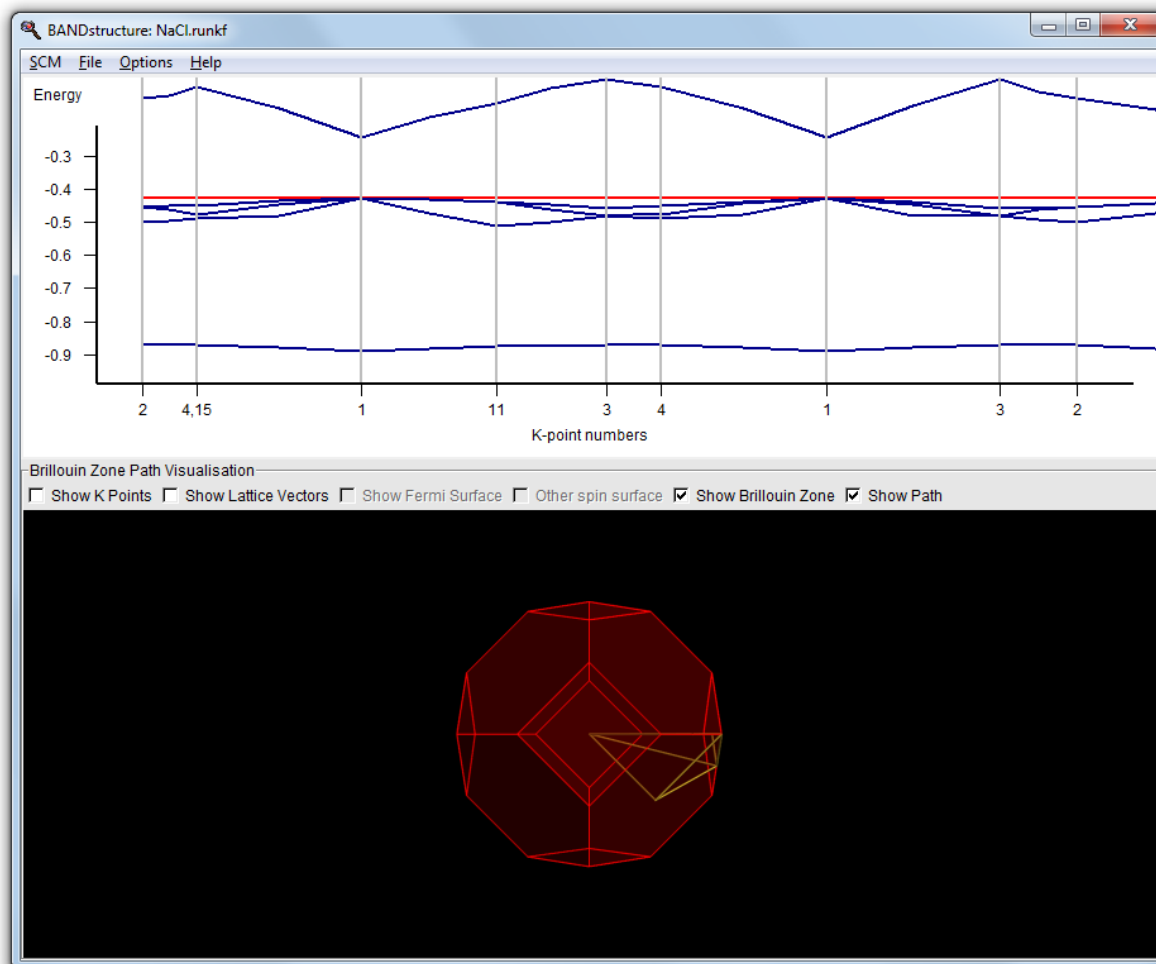 BANDstructure: NaCl.runkf
SCM File Options Help
Energy
-0.3
-0.4
-0.5
-0.6
-0.7
-0.8
-0.9
2 4,15 1 11 3 4 1 3 2
K-point numbers
Brillouin Zone Path Visualisation
Show K Points Show Lattice Vectors Show Fermi Surface Other spin surface Show Brillouin Zone Show Path